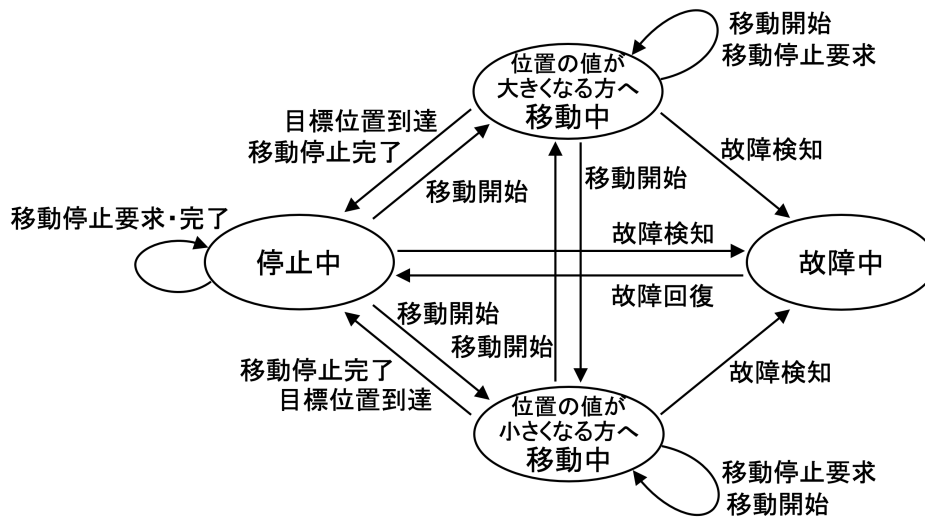 移動開始
移動停止要求
位置の値が
大きくなる方へ
移動中
目標位置到達
移動停止完了
故障検知
移動開始
移動開始
移動停止要求・完了
停止中
故障検知
故障中
故障回復
移動開始
移動開始
移動停止完了
目標位置到達
故障検知
位置の値が
小さくなる方へ
移動中
移動停止要求
移動開始